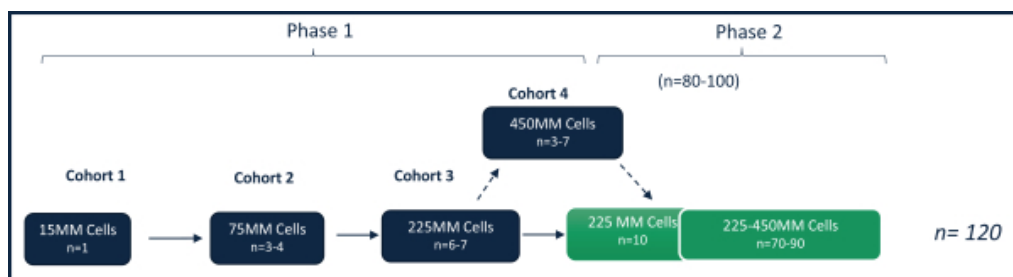 Phase 1
Phase 2
(n=80-100)
Cohort 4
450MM Cells
n=3-7
Cohort 1
Cohort 2
Cohort 3
15MM Cells
n=1
75MM Cells
n=3-4
225MM Cells
n=6-7
225 MM Cells
n=10
225-450MM Cells
n=70-90
n= 120